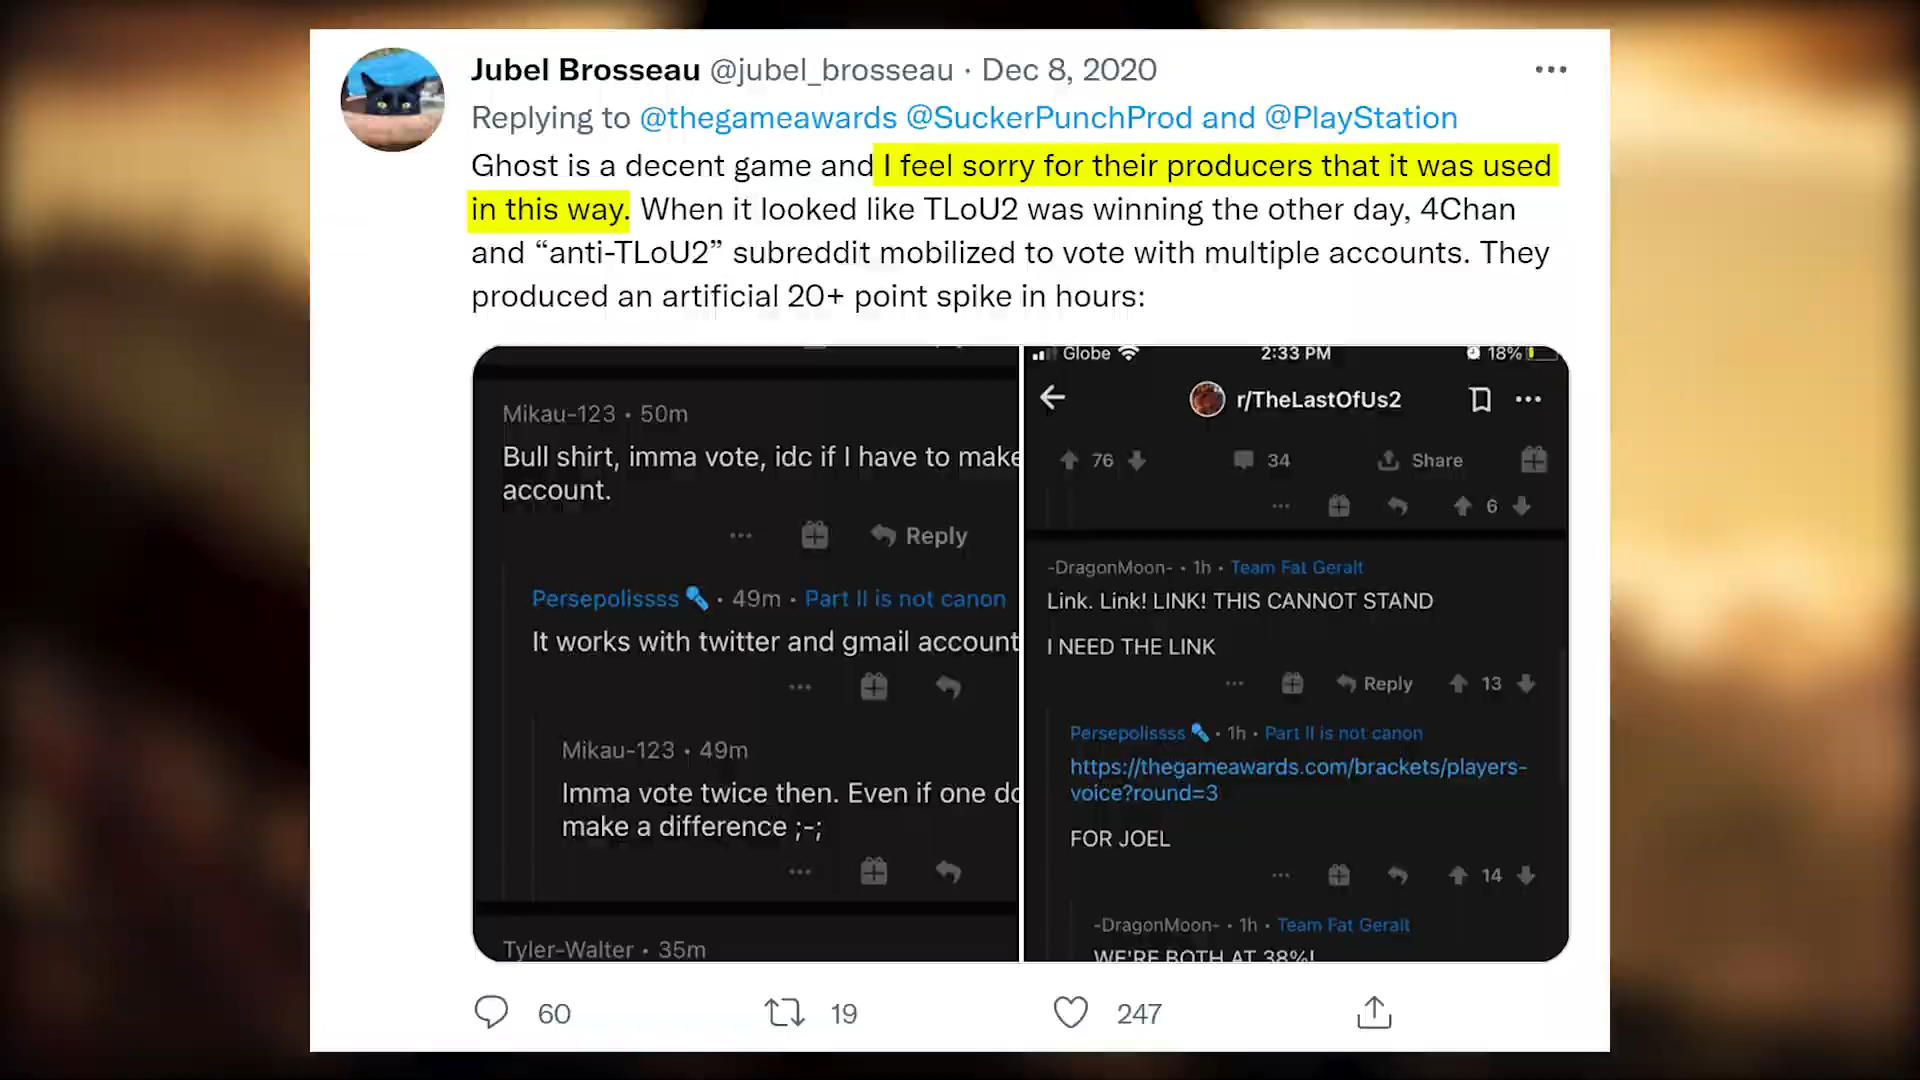 Jubel Brosseau @jubel_brosseau · Dec 8, 2020
Replying to @thegameawards @SuckerPunchProd and @PlayStation
Ghost is a decent game and I feel sorry for their producers that it was used
in this way. When it looked like TLoU2 was winning the other day, 4Chan
and “anti-TLoU2” subreddit mobilized to vote with multiple accounts. They
produced an artificial 20+ point spike in hours:
Mikau-123 • 50m
Bull shirt, imma vote, idc if I have to make
account.
Reply
Persepolissss • 49m • Part II is not canon
It works with twitter and gmail account
Mikau-123 • 49m
Imma vote twice then. Even if one do
make a difference ;-;
Tyler-Walter • 35m
Globe 2:33 PM 18%
r/TheLastOfUs2
76 34 Share
6
-DragonMoon- • 1h • Team Fat Geralt
Link. Link! LINK! THIS CANNOT STAND
I NEED THE LINK
Reply 13
Persepolissss • 1h • Part II is not canon
https://thegameawards.com/brackets/players-
voice?round=3
FOR JOEL
14
-DragonMoon- • 1h • Team Fat Geralt
WE'RE BOTH AT 38%!
60 19 247